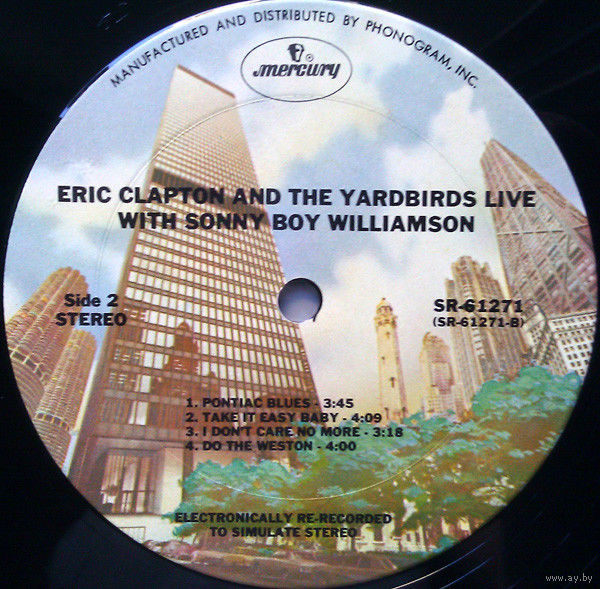 MANUFACTURED AND DISTRIBUTED BY PHONOGRAM, INC.
®
mercury
ERIC CLAPTON AND THE YARDBIRDS LIVE
WITH SONNY BOY WILLIAMSON
Side 2
STEREO
SR-61271
(SR-61271-B)
1. PONTIAC BLUES - 3:45
2. TAKE IT EASY BABY - 4:09
3. I DON'T CARE NO MORE - 3:18
4. DO THE WESTON - 4:00
ELECTRONICALLY RE-RECORDED
TO SIMULATE STEREO
www.ay.by